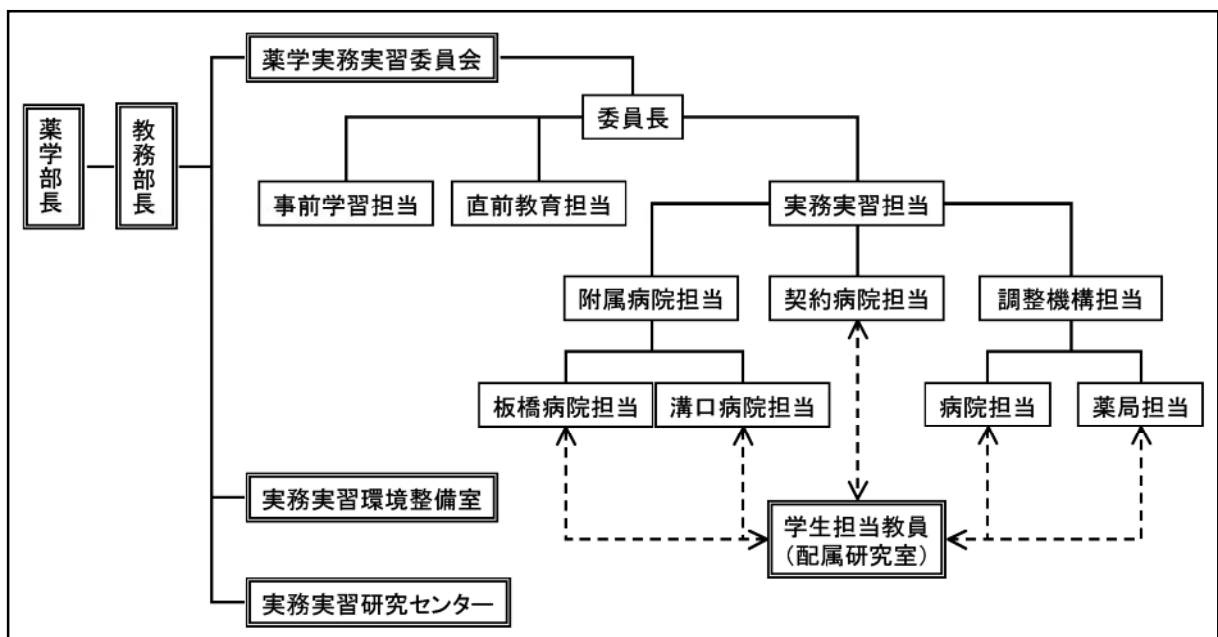 薬学実務実習委員会
委員長
薬学部長
教務部長
事前学習担当
直前教育担当
実務実習担当
附属病院担当
契約病院担当
調整機構担当
板橋病院担当
溝口病院担当
病院担当
薬局担当
実務実習環境整備室
学生担当教員
(配属研究室)
実務実習研究センター